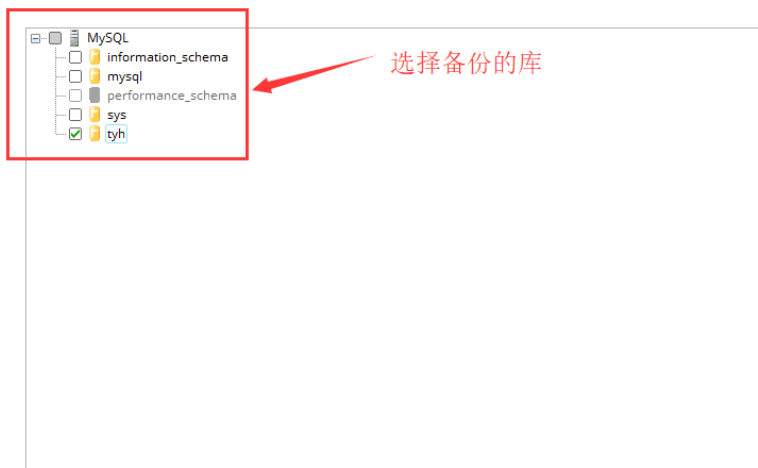 MySQL
information_schema
mysql
performance_schema
sys
tyh
选择备份的库